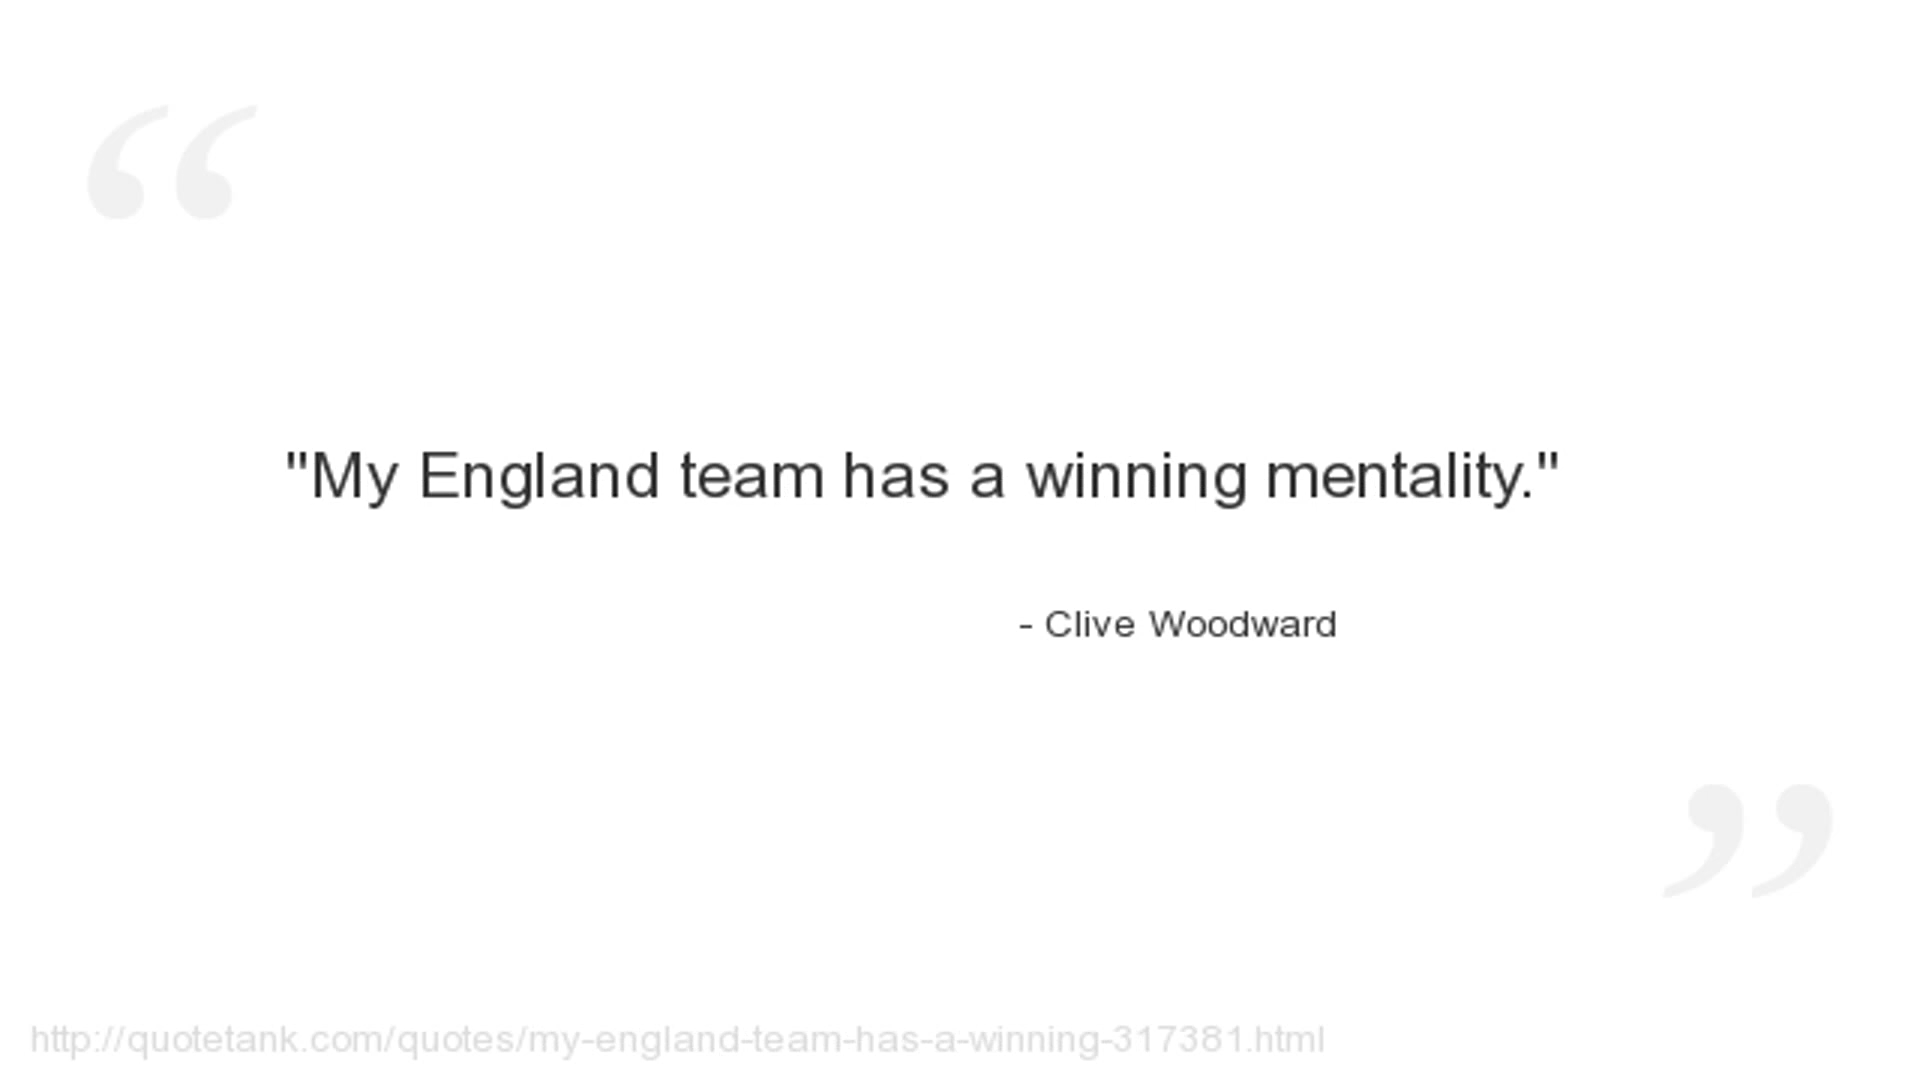 "My England team has a winning mentality."
- Clive Woodward
http://quotetank.com/quotes/my-england-team-has-a-winning-317381.html